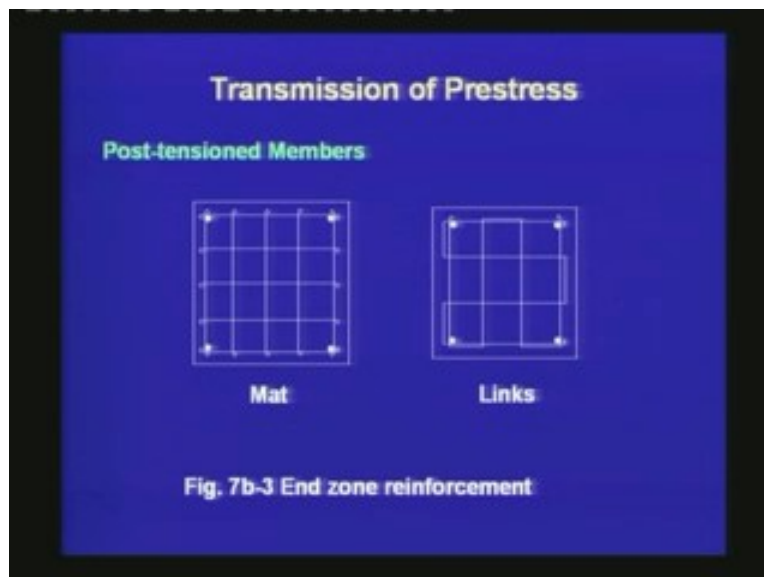 Transmission of Prestress
Post-tensioned Members
Mat
Links
Fig. 7b-3 End zone reinforcement